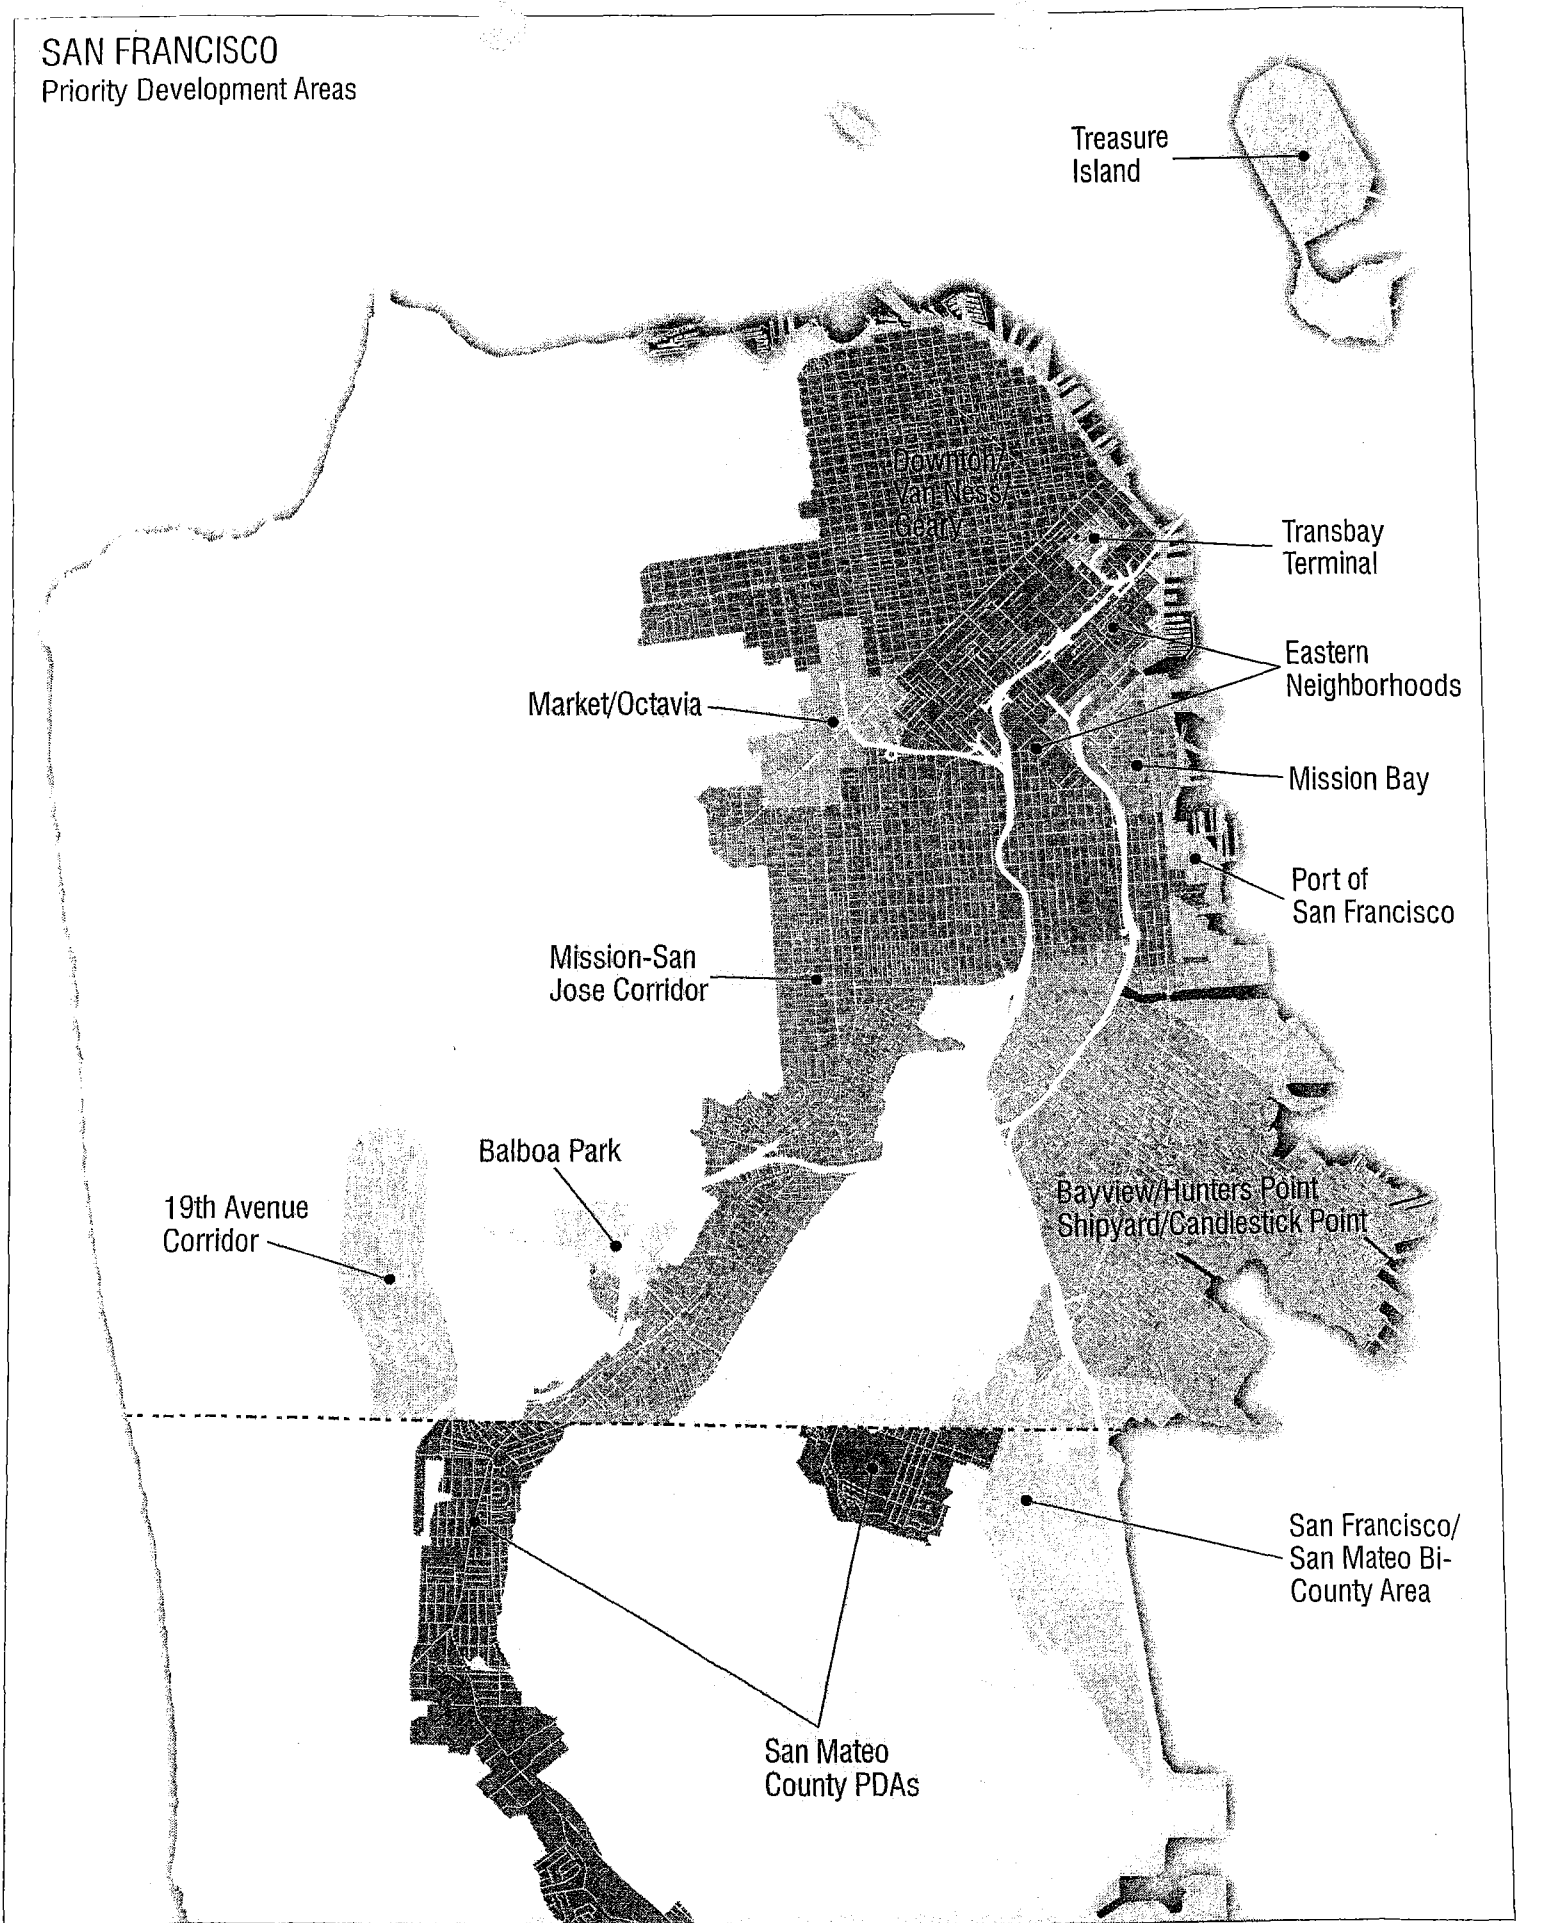 SAN FRANCISCO
Priority Development Areas
Treasure
Island
Downton/
Van Ness/
Geary
Transbay
Terminal
Eastern
Neighborhoods
Market/Octavia
Mission Bay
Port of
San Francisco
Mission-San
Jose Corridor
Balboa Park
19th Avenue
Corridor
Bayview/Hunters Point
Shipyard/Candlestick Point
San Francisco/
San Mateo Bi-
County Area
San Mateo
County PDAs